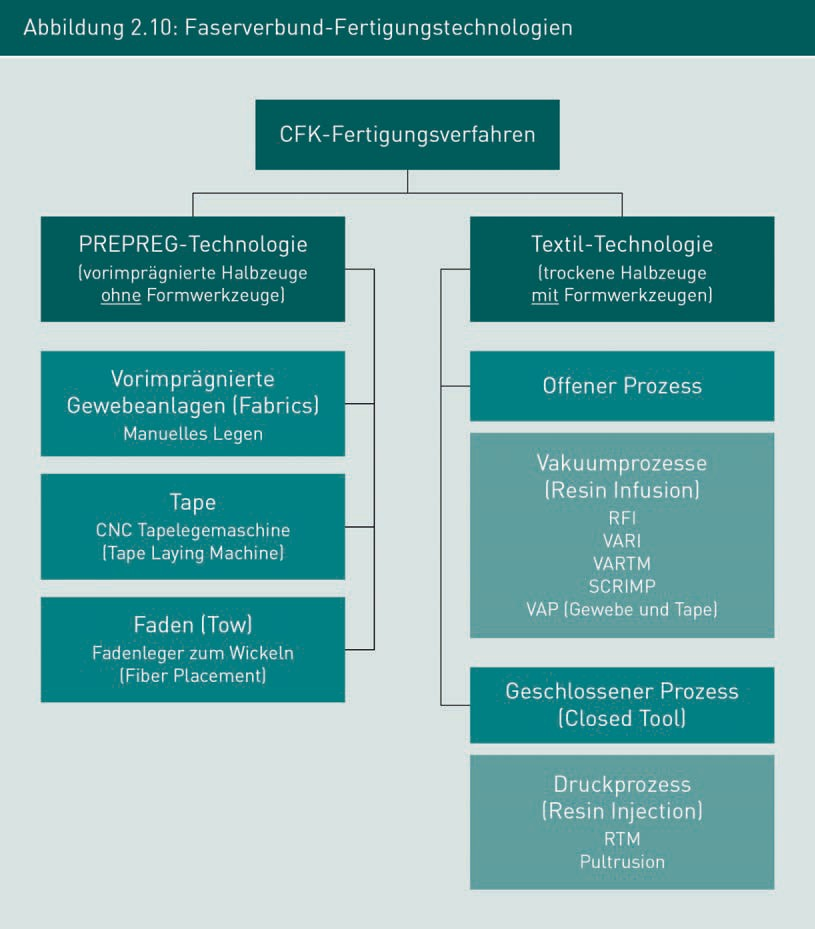 Abbildung 2.10: Faserverbund-Fertigungstechnologien
CFK-Fertigungsverfahren
PREPREG-Technologie
(vorimprägnierte Halbzeuge
ohne Formwerkzeuge)
Vorimprägnierte
Gewebeanlagen (Fabrics)
Manuelles Legen
Tape
CNC Tapelegemaschine
(Tape Laying Machine)
Faden (Tow)
Fadenleger zum Wickeln
(Fiber Placement)
Textil-Technologie
(trockene Halbzeuge
mit Formwerkzeugen)
Offener Prozess
Vakuumprozesse
(Resin Infusion)
RFI
VARI
VARTM
SCRIMP
VAP (Gewebe und Tape)
Geschlossener Prozess
(Closed Tool)
Druckprozess
(Resin Injection)
RTM
Pultrusion